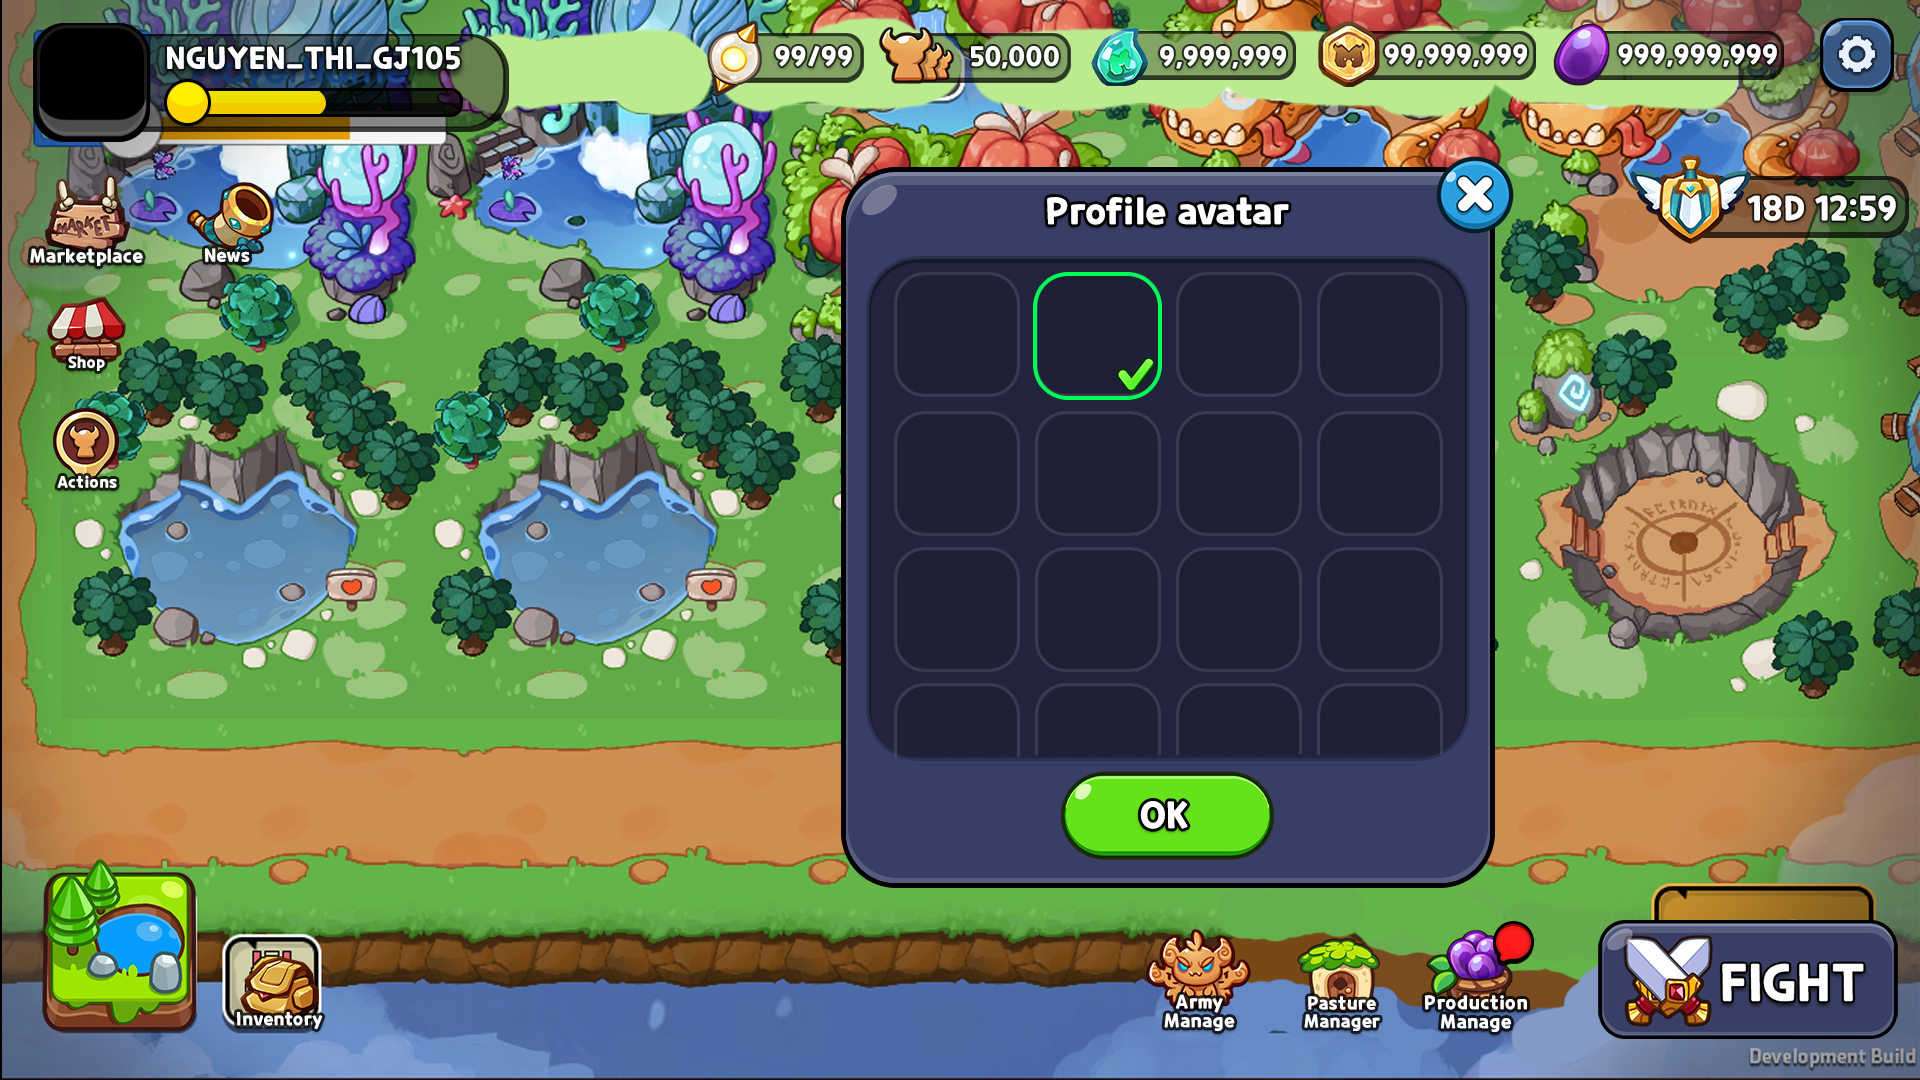 NGUYEN_THI_GJ105
99/99
50,000
9,999,999
99,999,999
999,999,999
MARKET
Marketplace
News
Profile avatar
18D 12:59
Shop
Actions
OK
Inventory
Army
Manage
Pasture
Manager
Production
Manage
FIGHT
Development Build